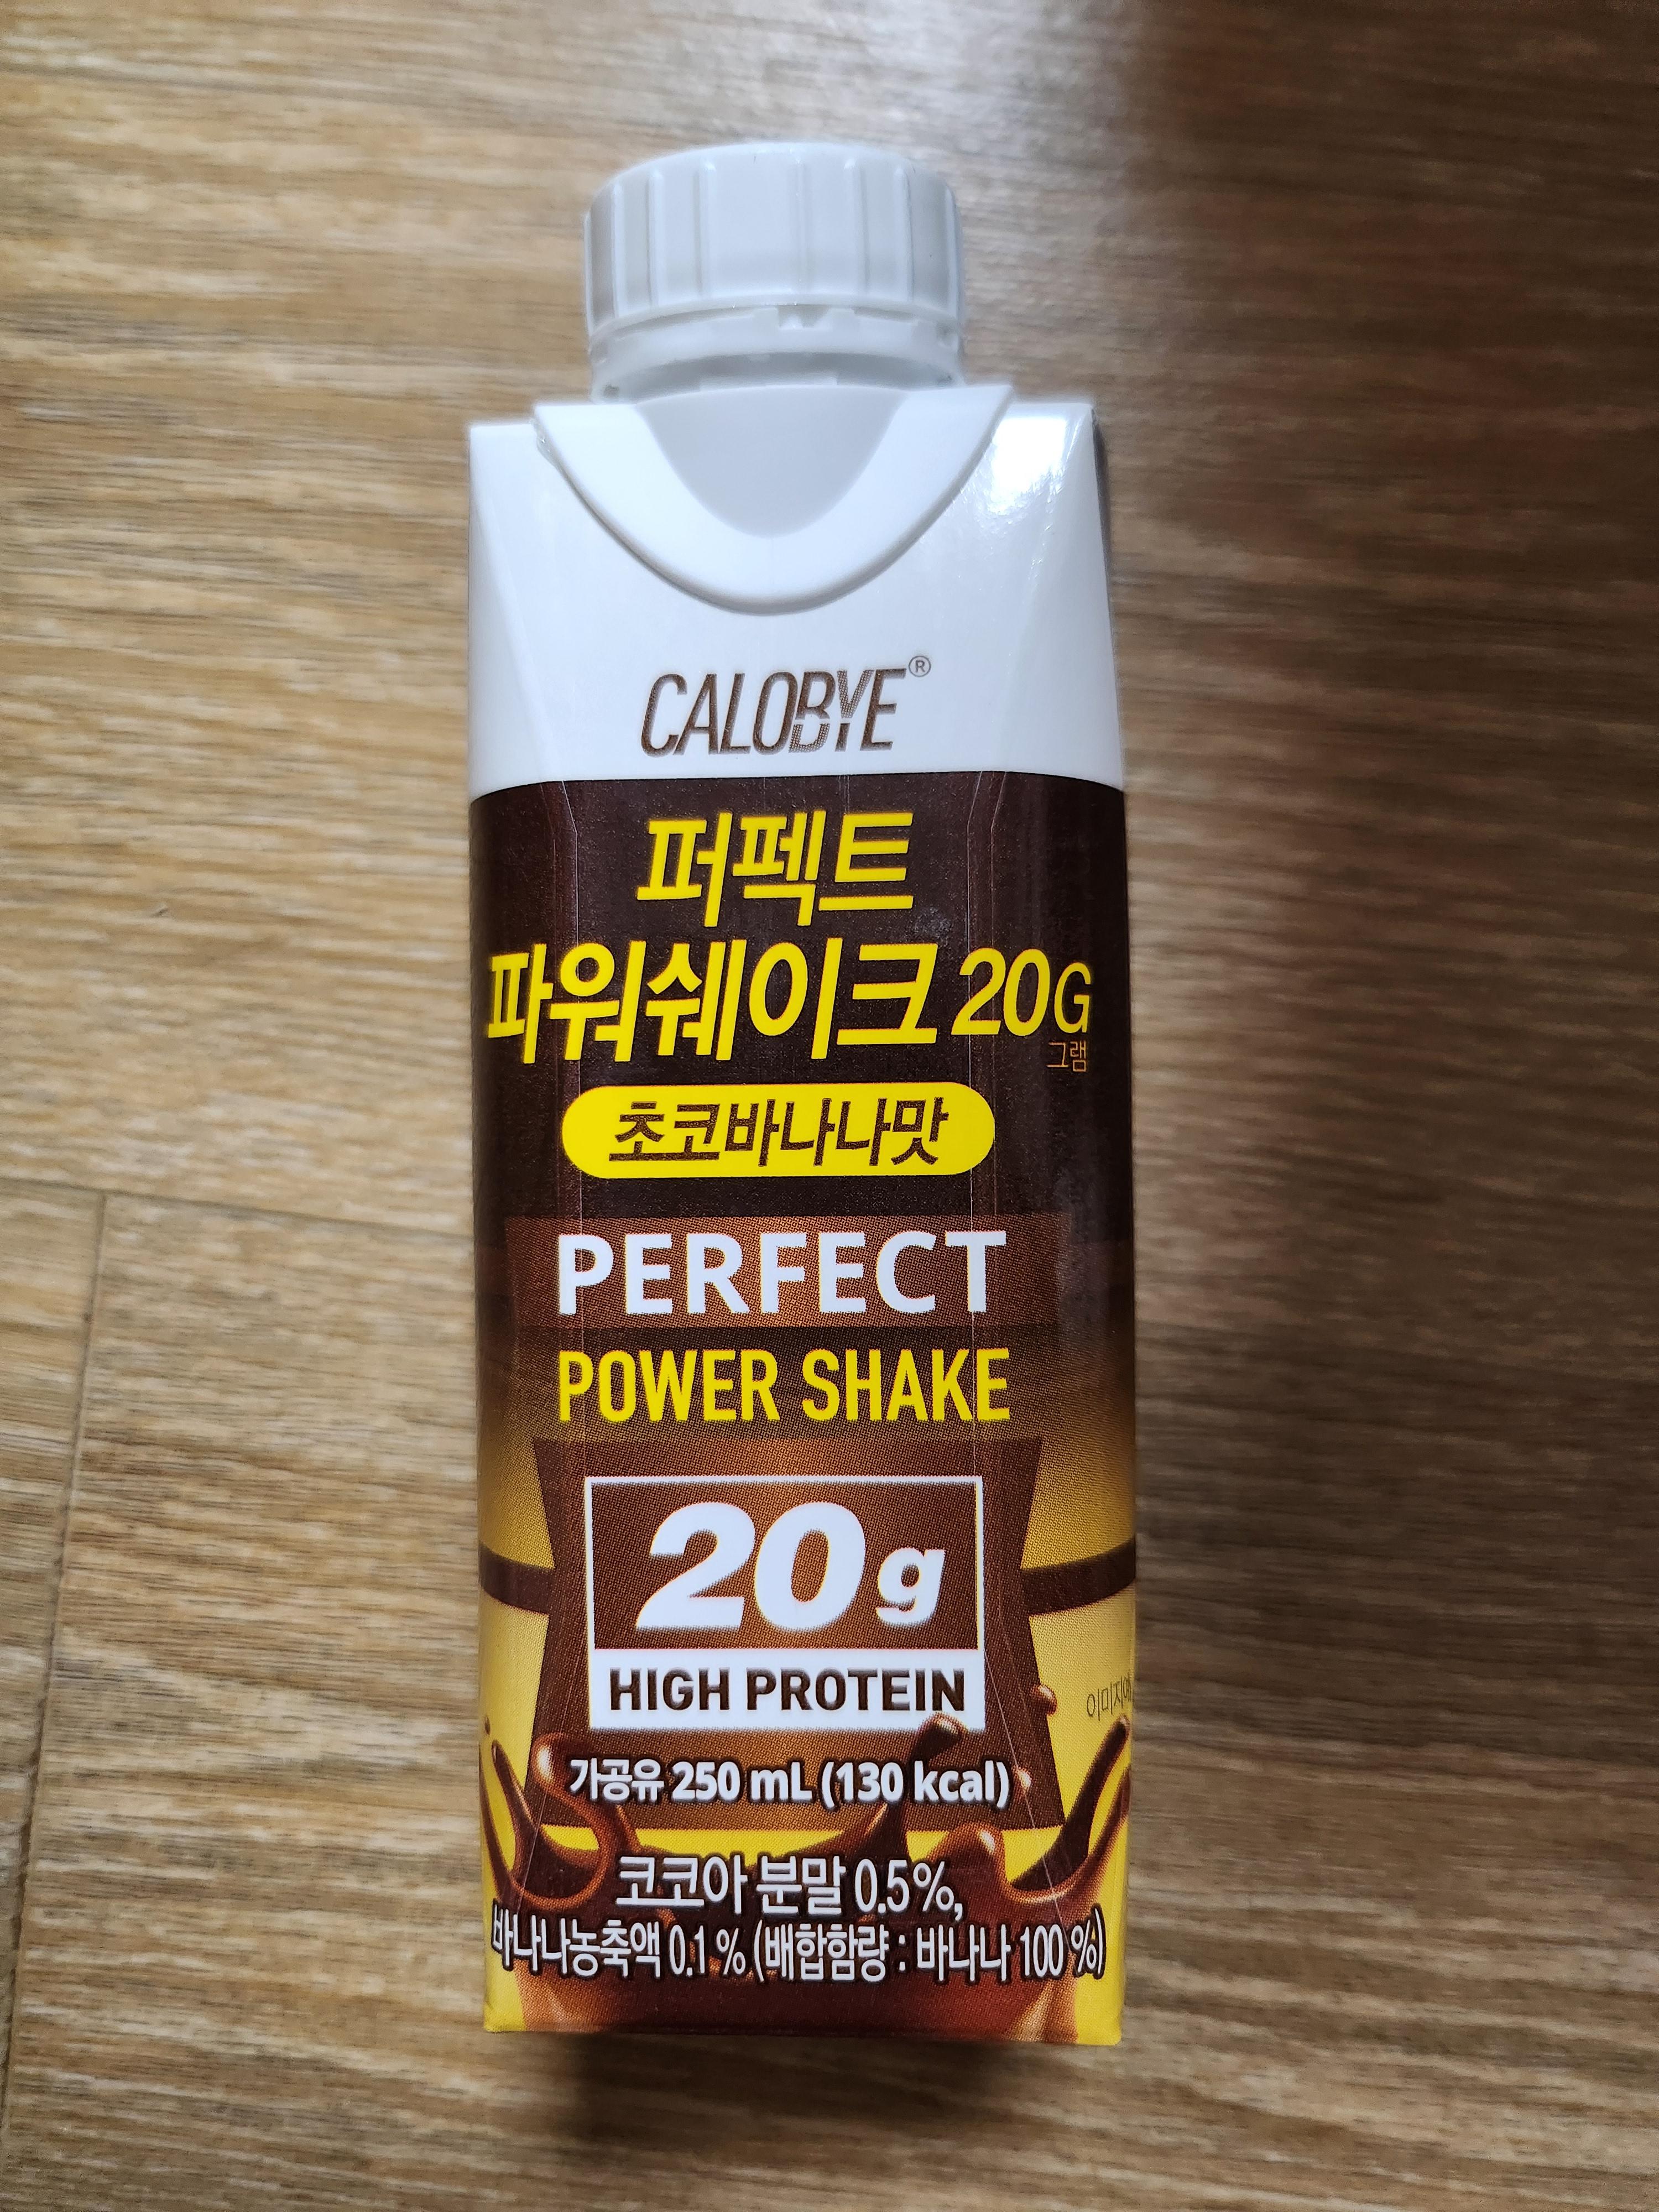 CALOBYE®
퍼펙트
파워쉐이크 20G
그램
초코바나나맛
PERFECT
POWER SHAKE
20g
HIGH PROTEIN
가공유 250 mL (130 kcal)
코코아 분말 0.5%,
바나나농축액 0.1 % (배합함량 : 바나나 100 %)